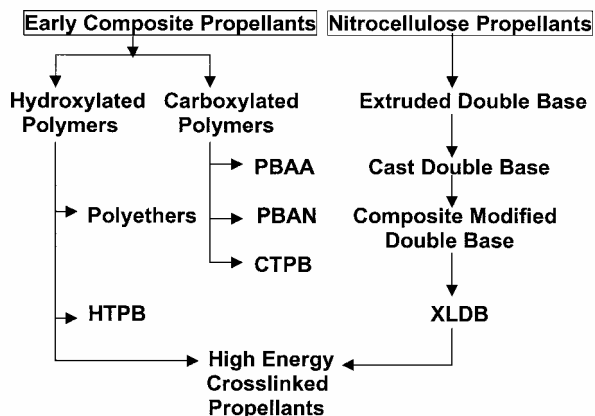 Early Composite Propellants
Nitrocellulose Propellants
Hydroxylated
Polymers
Carboxylated
Polymers
Extruded Double Base
PBAA
Cast Double Base
Polyethers
PBAN
Composite Modified
Double Base
CTPB
HTPB
XLDB
High Energy
Crosslinked
Propellants